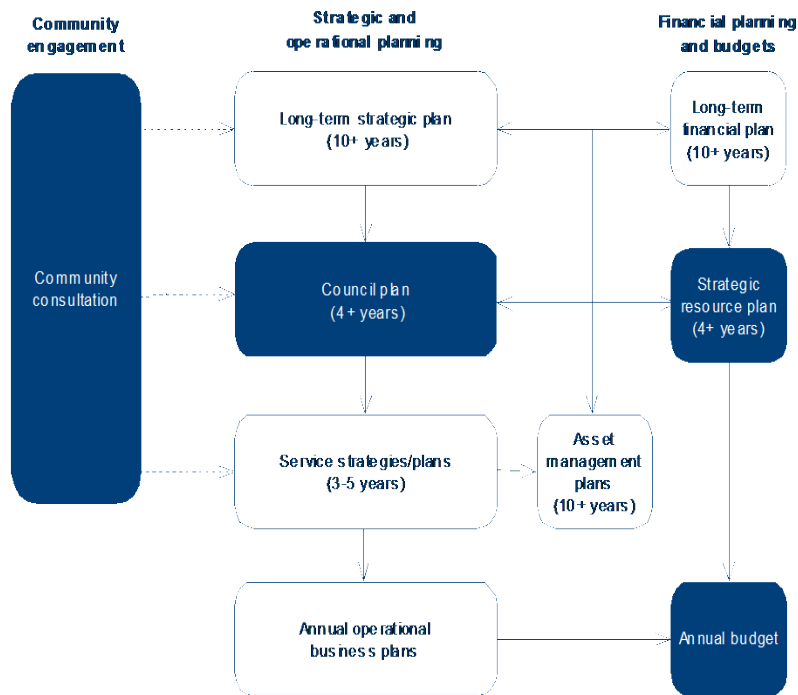 Community
engagement
Strategic and
operational planning
Financial planning
and budgets
Long-term strategic plan
(10+ years)
Long-term
financial plan
(10+ years)
Community
consultation
Council plan
(4+ years)
Strategic
resource plan
(4+ years)
Service strategies/plans
(3-5 years)
Asset
management
plans
(10+ years)
Annual operational
business plans
Annual budget